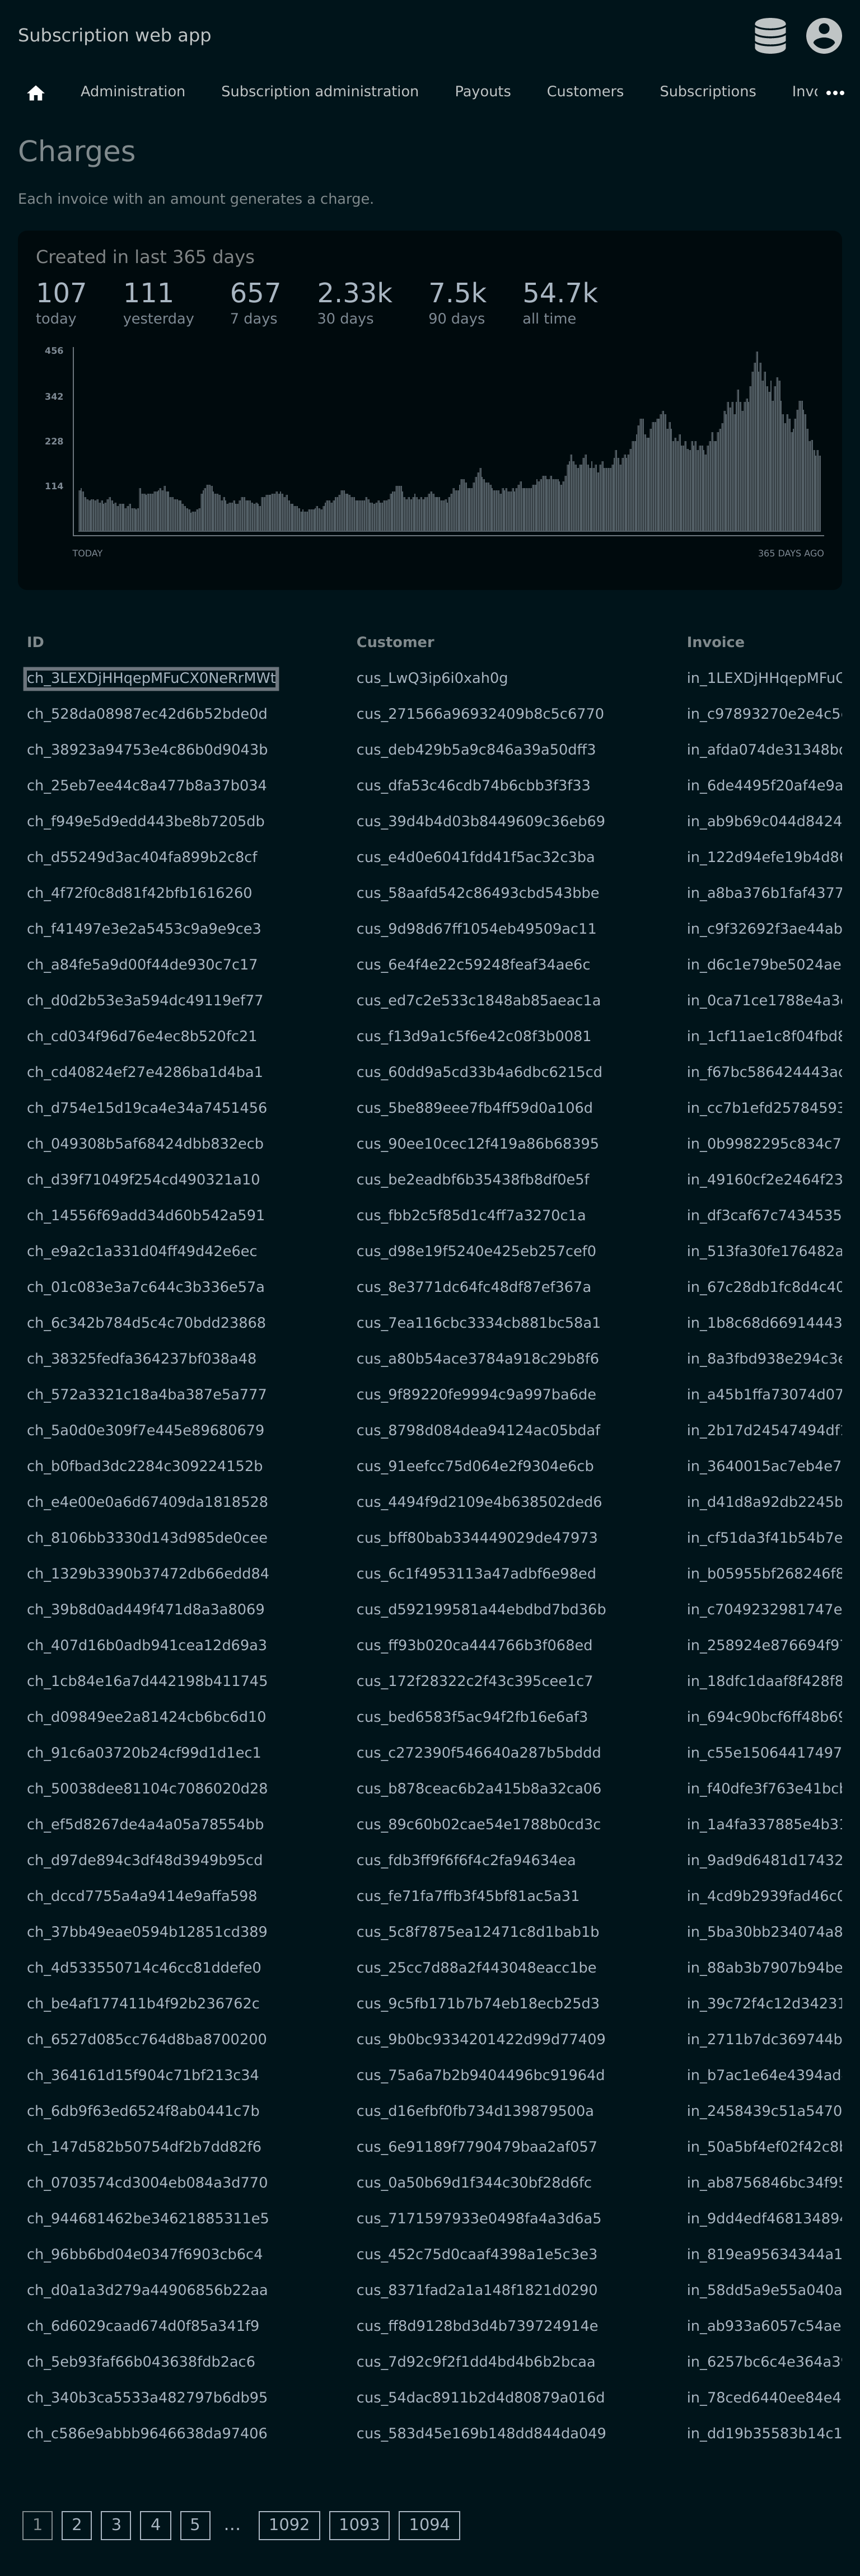 Subscription web app
Administration Subscription administration Payouts Customers Subscriptions
Charges
Each invoice with an amount generates a charge.
Created in last 365 days
107 111 657 2.33k 7.5k 54.7k
today yesterday 7 days 30 days 90 days all time
456
342
228
114
TODAY 365 DAYS AGO
ID Customer Invoice
ch_3LEXDjHHqepMFuCX0NeRrMWt cus_LwQ3ip6i0xah0g in_1LEXDjHHqepMFuC
ch_528da08987ec42d6b52bde0d cus_271566a96932409b8c5c6770 in_c97893270e2e4c5
ch_38923a94753e4c86b0d9043b cus_deb429b5a9c846a39a50dff3 in_afda074de31348b
ch_25eb7ee44c8a477b8a37b034 cus_dfa53c46cdb74b6cbb3f3f33 in_6de4495f20af4e9a
ch_f949e5d9edd443be8b7205db cus_39d4b4d03b8449609c36eb69 in_ab9b69c044d8424
ch_d55249d3ac404fa899b2c8cf cus_e4d0e6041fdd41f5ac32c3ba in_122d94efe19b4d8
ch_4f72f0c8d81f42bfb1616260 cus_58aafd542c86493cbd543bbe in_a8ba376b1faf4377
ch_f41497e3e2a5453c9a9e9ce3 cus_9d98d67ff1054eb49509ac11 in_c9f32692f3ae44ab
ch_a84fe5a9d00f44de930c7c17 cus_6e4f4e22c59248feaf34ae6c in_d6c1e79be5024ae
ch_d0d2b53e3a594dc49119ef77 cus_ed7c2e533c1848ab85aeac1a in_0ca71ce1788e4a3
ch_cd034f96d76e4ec8b520fc21 cus_f13d9a1c5f6e42c08f3b0081 in_1cf11ae1c8f04fbd8
ch_cd40824ef27e4286ba1d4ba1 cus_60dd9a5cd33b4a6dbc6215cd in_f67bc586424443a
ch_d754e15d19ca4e34a7451456 cus_5be889eee7fb4ff59d0a106d in_cc7b1efd25784593
ch_049308b5af68424dbb832ecb cus_90ee10cec12f419a86b68395 in_0b9982295c834c7
ch_d39f71049f254cd490321a10 cus_be2eadbf6b35438fb8df0e5f in_49160cf2e2464f23
ch_14556f69add34d60b542a591 cus_fbb2c5f85d1c4ff7a3270c1a in_df3caf67c7434535
ch_e9a2c1a331d04ff49d42e6ec cus_d98e19f5240e425eb257cef0 in_513fa30fe176482a
ch_01c083e3a7c644c3b336e57a cus_8e3771dc64fc48df87ef367a in_67c28db1fc8d4c40
ch_6c342b784d5c4c70bdd23868 cus_7ea116cbc3334cb881bc58a1 in_1b8c68d66914443
ch_38325fedfa364237bf038a48 cus_a80b54ace3784a918c29b8f6 in_8a3fbd938e294c3
ch_572a3321c18a4ba387e5a777 cus_9f89220fe9994c9a997ba6de in_a45b1ffa73074d07
ch_5a0d0e309f7e445e89680679 cus_8798d084dea94124ac05bdaf in_2b17d24547494df
ch_b0fbad3dc2284c309224152b cus_91eefcc75d064e2f9304e6cb in_3640015ac7eb4e7
ch_e4e00e0a6d67409da1818528 cus_4494f9d2109e4b638502ded6 in_d41d8a92db2245b
ch_8106bb3330d143d985de0cee cus_bff80bab334449029de47973 in_cf51da3f41b54b7e
ch_1329b3390b37472db66edd84 cus_6c1f4953113a47adbf6e98ed in_b05955bf268246f8
ch_39b8d0ad449f471d8a3a8069 cus_d592199581a44ebdbd7bd36b in_c7049232981747e
ch_407d16b0adb941cea12d69a3 cus_ff93b020ca444766b3f068ed in_258924e876694f9
ch_1cb84e16a7d442198b411745 cus_172f28322c2f43c395cee1c7 in_18dfc1daaf8f428f8
ch_d09849ee2a81424cb6bc6d10 cus_bed6583f5ac94f2fb16e6af3 in_694c90bcf6ff48b69
ch_91c6a03720b24cf99d1d1ec1 cus_c272390f546640a287b5bddd in_c55e15064417497
ch_50038dee81104c7086020d28 cus_b878ceac6b2a415b8a32ca06 in_f40dfe3f763e41bc
ch_ef5d8267de4a4a05a78554bb cus_89c60b02cae54e1788b0cd3c in_1a4fa337885e4b3
ch_d97de894c3df48d3949b95cd cus_fdb3ff9f6f6f4c2fa94634ea in_9ad9d6481d17432
ch_dccd7755a4a9414e9affa598 cus_fe71fa7ffb3f45bf81ac5a31 in_4cd9b2939fad46c0
ch_37bb49eae0594b12851cd389 cus_5c8f7875ea12471c8d1bab1b in_5ba30bb234074a8
ch_4d533550714c46cc81ddefe0 cus_25cc7d88a2f443048eacc1be in_88ab3b7907b94be
ch_be4af177411b4f92b236762c cus_9c5fb171b7b74eb18ecb25d3 in_39c72f4c12d34231
ch_6527d085cc764d8ba8700200 cus_9b0bc9334201422d99d77409 in_2711b7dc369744b
ch_364161d15f904c71bf213c34 cus_75a6a7b2b9404496bc91964d in_b7ac1e64e4394ad
ch_6db9f63ed6524f8ab0441c7b cus_d16efbf0fb734d139879500a in_2458439c51a5470
ch_147d582b50754df2b7dd82f6 cus_6e91189f7790479baa2af057 in_50a5bf4ef02f42c8
ch_0703574cd3004eb084a3d770 cus_0a50b69d1f344c30bf28d6fc in_ab8756846bc34f95
ch_944681462be34621885311e5 cus_7171597933e0498fa4a3d6a5 in_9dd4edf46813489
ch_96bb6bd04e0347f6903cb6c4 cus_452c75d0caaf4398a1e5c3e3 in_819ea95634344a1
ch_d0a1a3d279a44906856b22aa cus_8371fad2a1a148f1821d0290 in_58dd5a9e55a040a
ch_6d6029caad674d0f85a341f9 cus_ff8d9128bd3d4b739724914e in_ab933a6057c54ae
ch_5eb93faf66b043638fdb2ac6 cus_7d92c9f2f1dd4bd4b6b2bcaa in_6257bc6c4e364a3
ch_340b3ca5533a482797b6db95 cus_54dac8911b2d4d80879a016d in_78ced6440ee84e4
ch_c586e9abbb9646638da97406 cus_583d45e169b148dd844da049 in_dd19b35583b14c1
1 2 3 4 5 … 1092 1093 1094